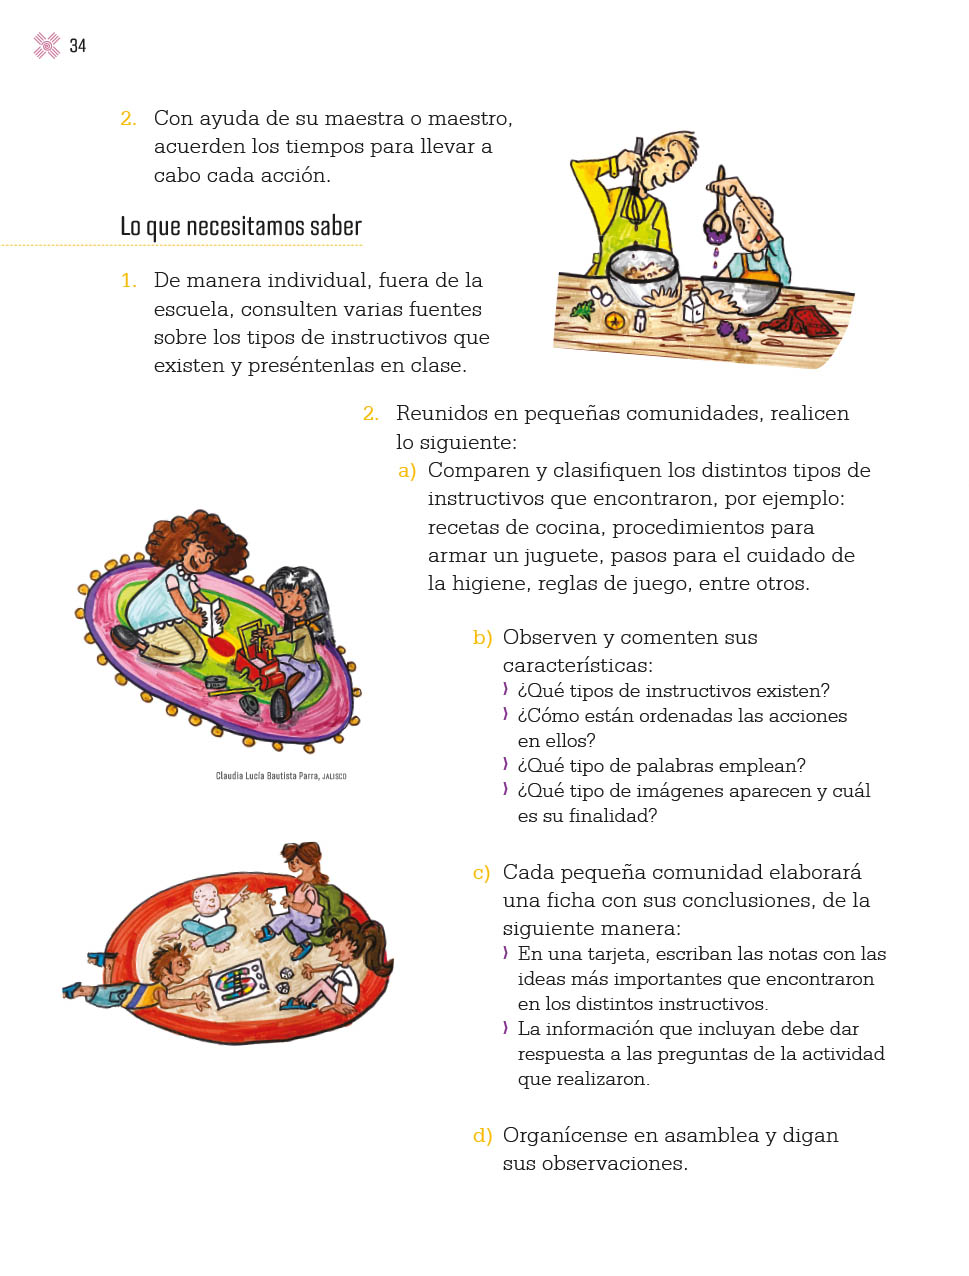 34
2. Con ayuda de su maestra o maestro,
acuerden los tiempos para llevar a
cabo cada acción.
Lo que necesitamos saber
1. De manera individual, fuera de la
escuela, consulten varias fuentes
sobre los tipos de instructivos que
existen y preséntenlas en clase.
2. Reunidos en pequeñas comunidades, realicen
lo siguiente:
a) Comparen y clasifiquen los distintos tipos de
instructivos que encontraron, por ejemplo:
recetas de cocina, procedimientos para
armar un juguete, pasos para el cuidado de
la higiene, reglas de juego, entre otros.
b) Observen y comenten sus
características:
⟩ ¿Qué tipos de instructivos existen?
⟩ ¿Cómo están ordenadas las acciones
en ellos?
⟩ ¿Qué tipo de palabras emplean?
⟩ ¿Qué tipo de imágenes aparecen y cuál
es su finalidad?
Claudia Lucía Bautista Parra, JALISCO
c) Cada pequeña comunidad elaborará
una ficha con sus conclusiones, de la
siguiente manera:
⟩ En una tarjeta, escriban las notas con las
ideas más importantes que encontraron
en los distintos instructivos.
⟩ La información que incluyan debe dar
respuesta a las preguntas de la actividad
que realizaron.
d) Organícense en asamblea y digan
sus observaciones.